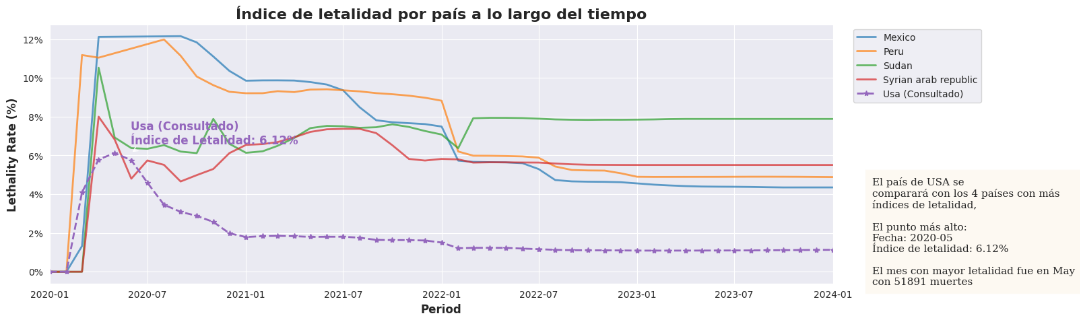 Índice de letalidad por país a lo largo del tiempo
Lethality Rate (%)
12%
10%
8%
6%
4%
2%
0%
Usa (Consultado)
Índice de Letalidad: 6.12%
2020-01
2020-07
2021-01
2021-07
2022-01
2022-07
2023-01
2023-07
2024-01
Period
Mexico
Peru
Sudan
Syrian arab republic
Usa (Consultado)
El país de USA se
comparará con los 4 países con más
índices de letalidad,
El punto más alto:
Fecha: 2020-05
Índice de letalidad: 6.12%
El mes con mayor letalidad fue en May
con 51891 muertes